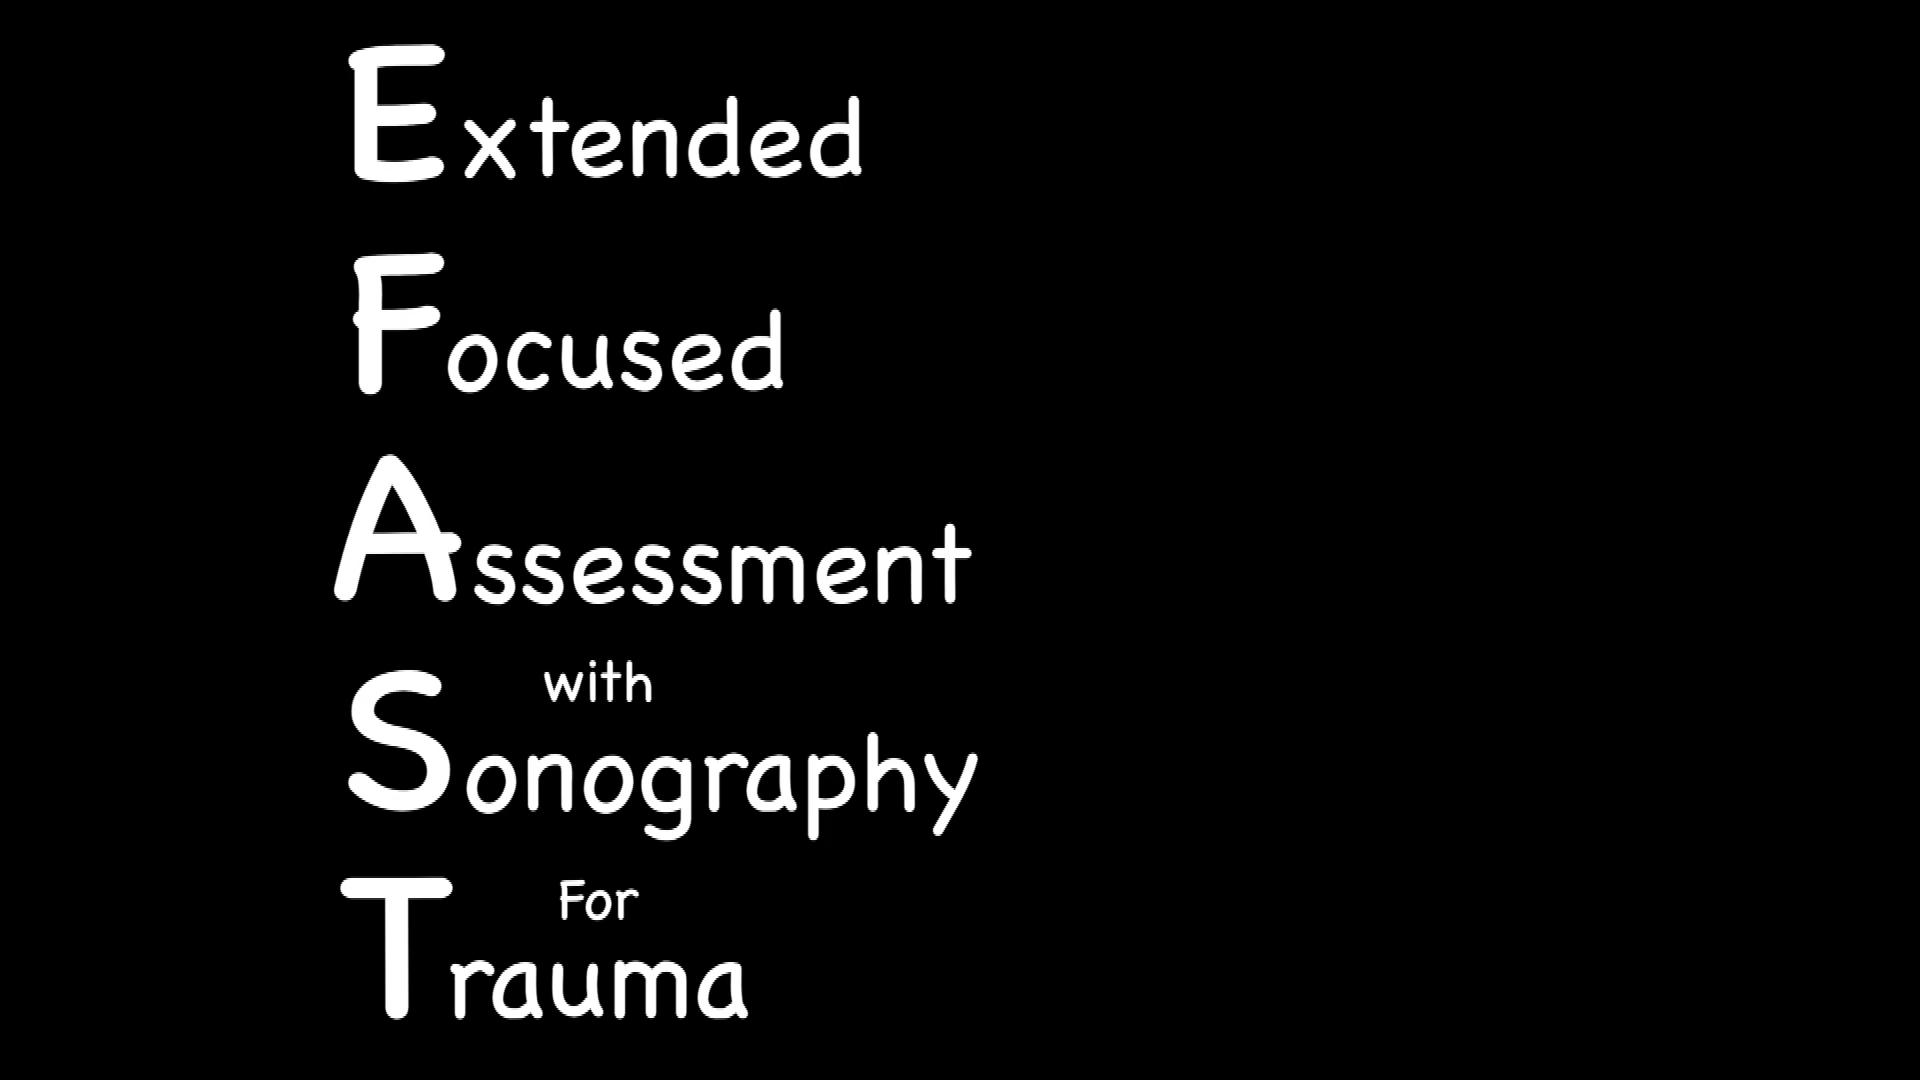 Extended
Focused
Assessment
with
Sonography
For
Trauma